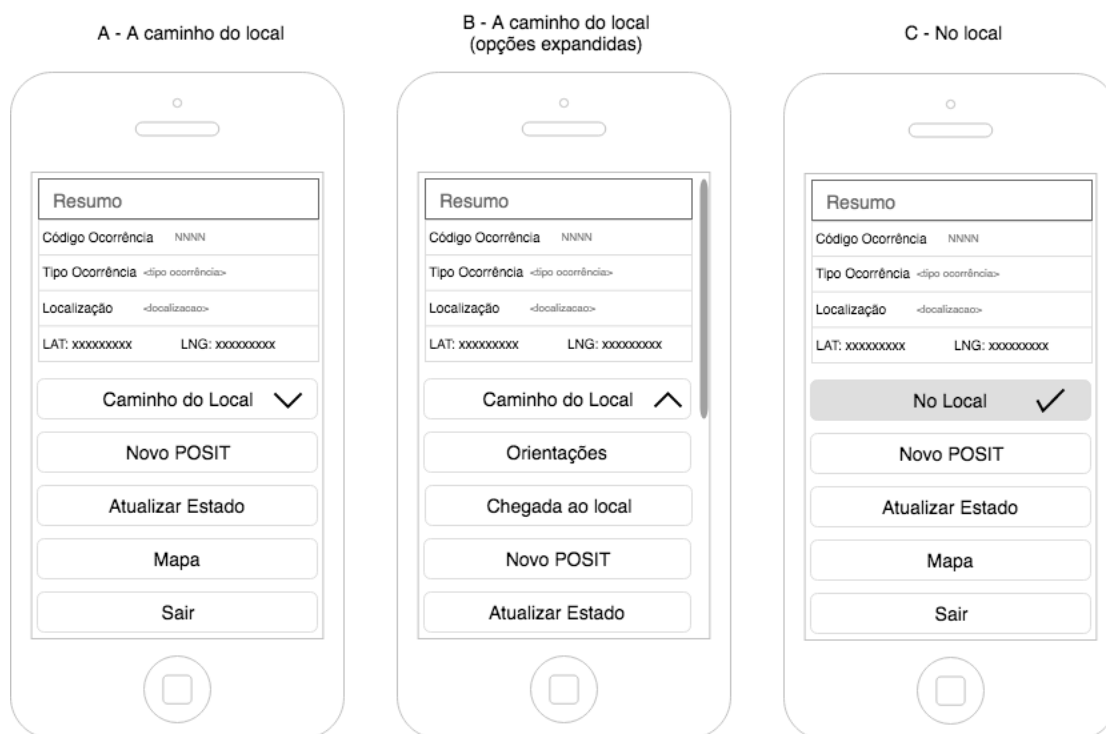 A - A caminho do local
Resumo
Código Ocorrência NNNN
Tipo Ocorrência <tipo ocorrência>
Localização <localizacao>
LAT: xxxxxxxxx LNG: xxxxxxxxx
Caminho do Local
Novo POSIT
Atualizar Estado
Mapa
Sair
B - A caminho do local
(opções expandidas)
Resumo
Código Ocorrência NNNN
Tipo Ocorrência <tipo ocorrência>
Localização <localizacao>
LAT: xxxxxxxxx LNG: xxxxxxxxx
Caminho do Local
Orientações
Chegada ao local
Novo POSIT
Atualizar Estado
C - No local
Resumo
Código Ocorrência NNNN
Tipo Ocorrência <tipo ocorrência>
Localização <localizacao>
LAT: xxxxxxxxx LNG: xxxxxxxxx
No Local
Novo POSIT
Atualizar Estado
Mapa
Sair